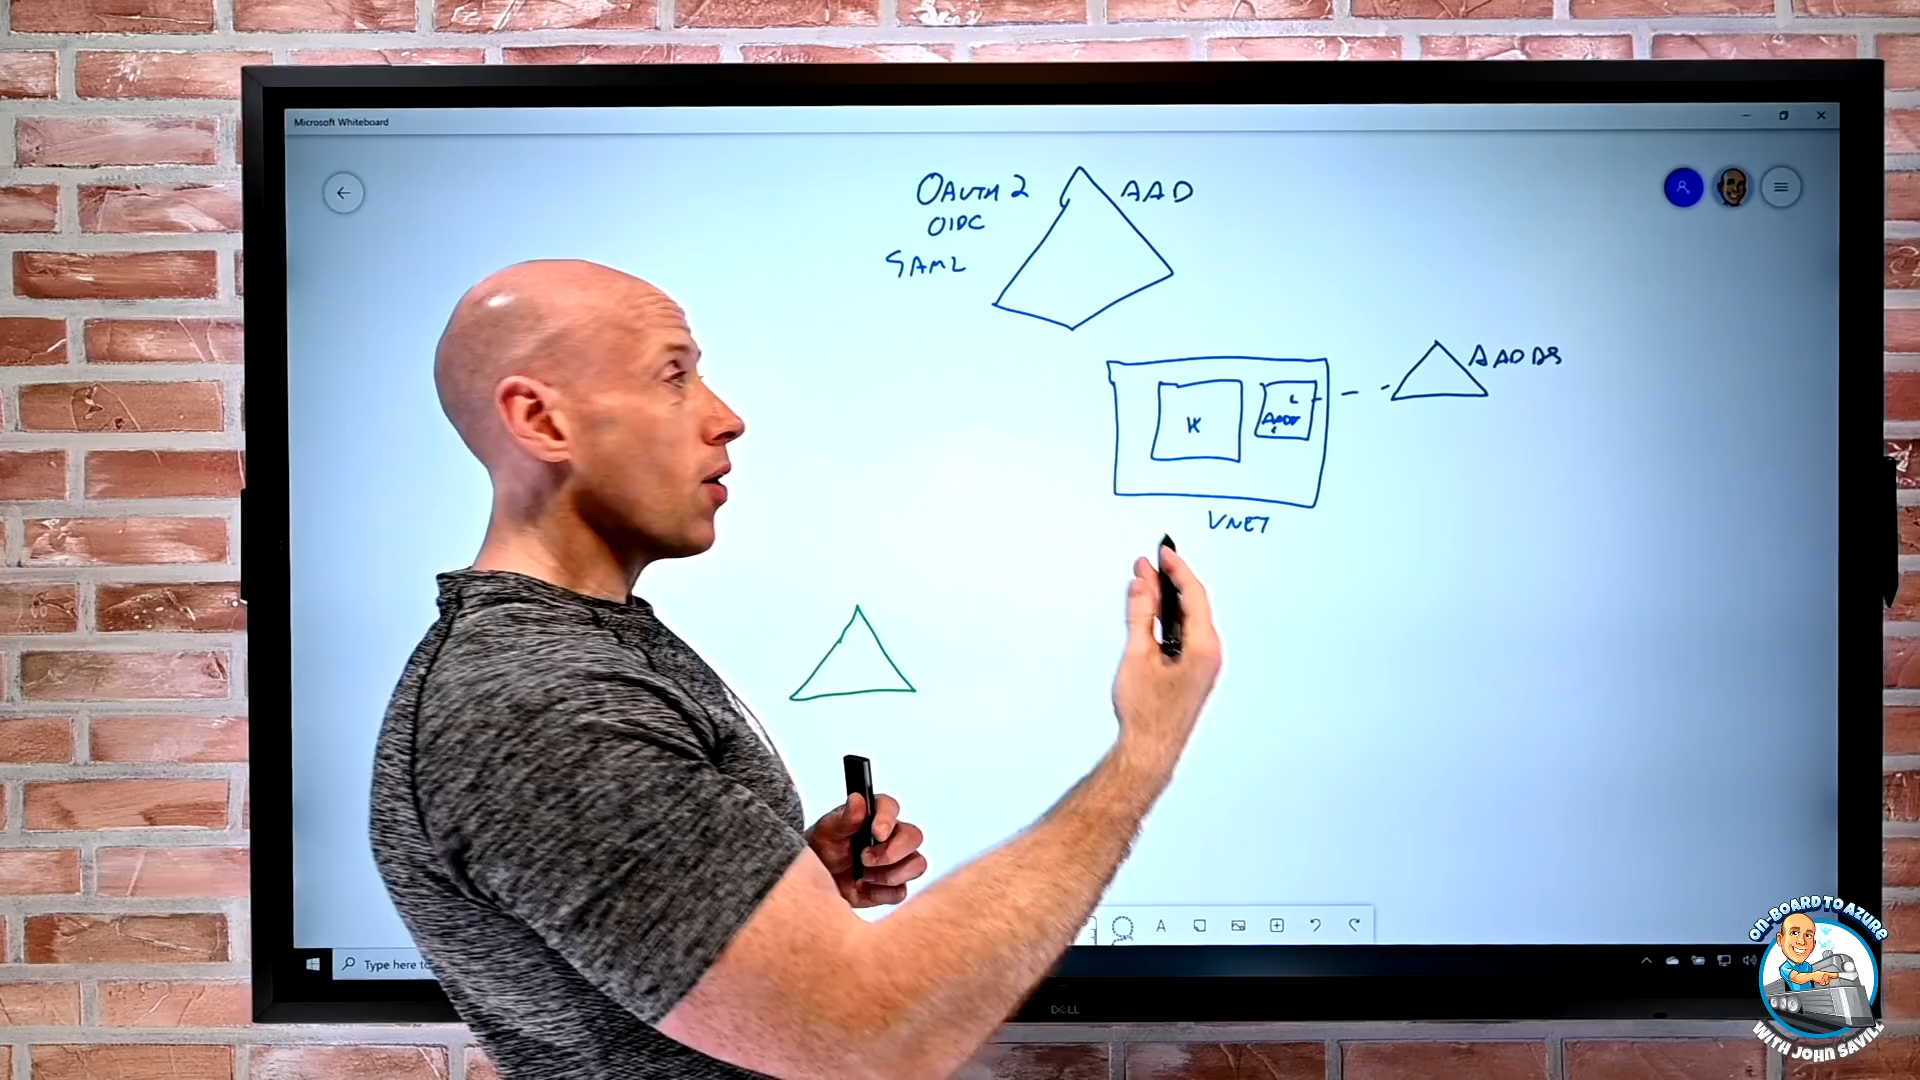 Microsoft Whiteboard
OAUTH 2
AAD
OIDC
SAML
AADDS
K
VNET
A
Type here to
DELL
ON-BOARD TO AZURE
WITH JOHN SAVILL